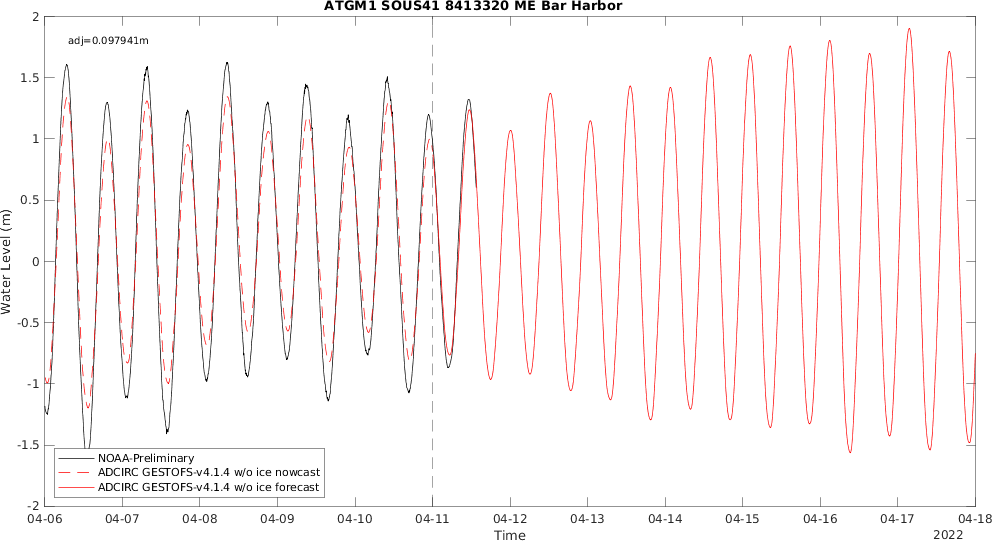 ATGM1 SOUS41 8413320 ME Bar Harbor
adj=0.097941m
2
1.5
1
0.5
0
-0.5
-1
-1.5
-2
Water Level (m)
NOAA-Preliminary
ADCIRC GESTOFS-v4.1.4 w/o ice nowcast
ADCIRC GESTOFS-v4.1.4 w/o ice forecast
04-06 04-07 04-08 04-09 04-10 04-11 04-12 04-13 04-14 04-15 04-16 04-17 04-18
Time
2022